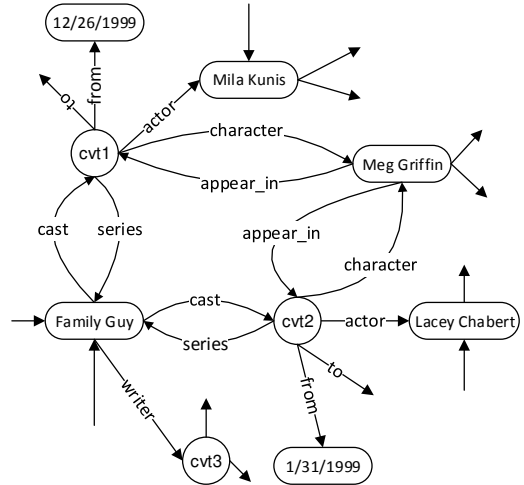 12/26/1999
to
from
actor
Mila Kunis
character
cvt1
Meg Griffin
appear_in
cast
series
appear_in
character
cast
Family Guy
cvt2
actor
Lacey Chabert
series
to
from
writer
cvt3
1/31/1999